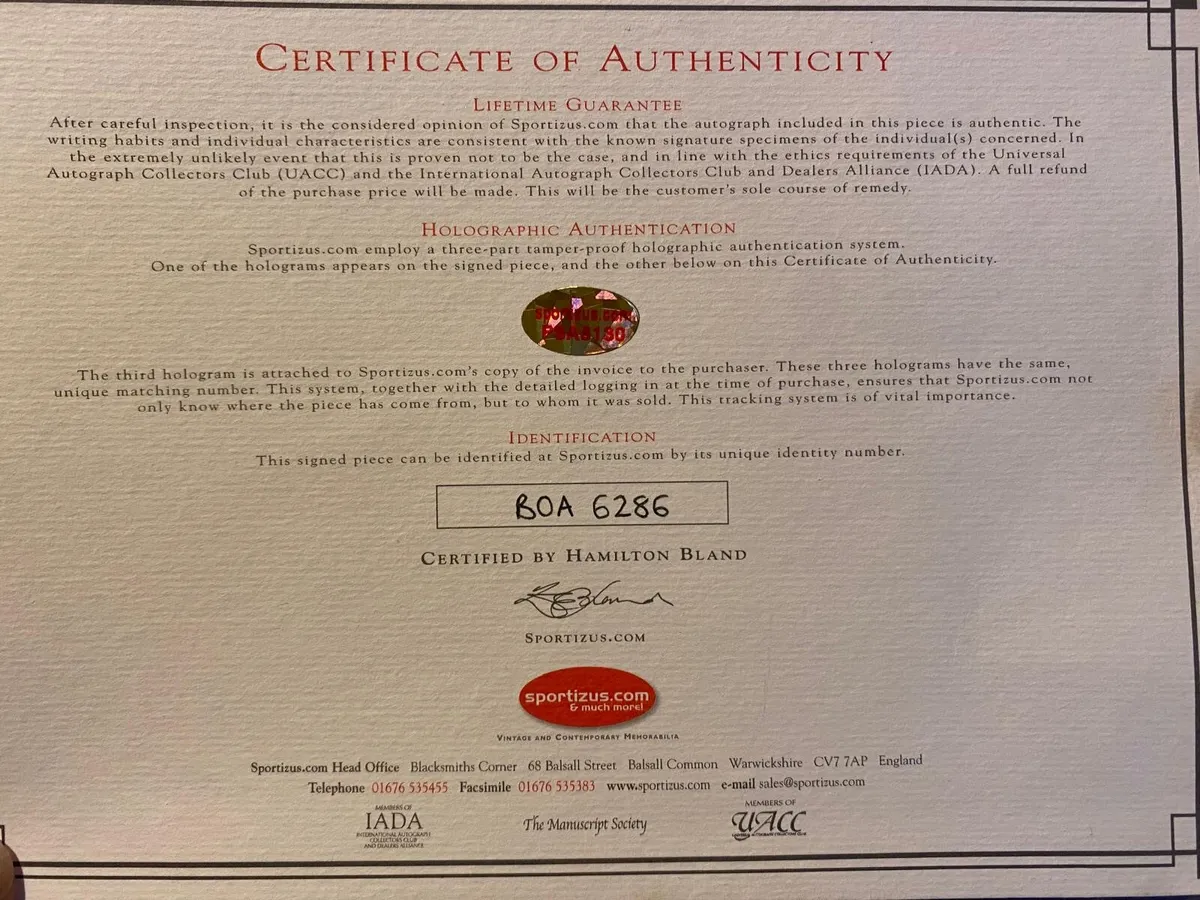 CERTIFICATE OF AUTHENTICITY
LIFETIME GUARANTEE
After careful inspection, it is the considered opinion of Sportizus.com that the autograph included in this piece is authentic. The
writing habits and individual characteristics are consistent with the known signature specimens of the individual(s) concerned. In
the extremely unlikely event that this is proven not to be the case, and in line with the ethics requirements of the Universal
Autograph Collectors Club (UACC) and the International Autograph Collectors Club and Dealers Alliance (IADA). A full refund
of the purchase price will be made. This will be the customer's sole course of remedy.
HOLOGRAPHIC AUTHENTICATION
Sportizus.com employ a three-part tamper-proof holographic authentication system.
One of the holograms appears on the signed piece, and the other below on this Certificate of Authenticity.
sportizus.com
The third hologram is attached to Sportizus.com's copy of the invoice to the purchaser. These three holograms have the same,
unique matching number. This system, together with the detailed logging in at the time of purchase, ensures that Sportizus.com not
only know where the piece has come from, but to whom it was sold. This tracking system is of vital importance.
IDENTIFICATION
This signed piece can be identified at Sportizus.com by its unique identity number.
BOA 6286
CERTIFIED BY HAMILTON BLAND
SPORTIZUS.COM
sportizus.com
& much more!
VINTAGE AND CONTEMPORARY MEMORABILIA
Sportizus.com Head Office Blacksmiths Corner 68 Balsall Street Balsall Common Warwickshire CV7 7AP England
Telephone 01676 535455 Facsimile 01676 535383 www.sportizus.com e-mail sales@sportizus.com
MEMBERS OF
IADA
INTERNATIONAL AUTOGRAPH
COLLECTORS CLUB
AND DEALERS ALLIANCE
The Manuscript Society
MEMBERS OF
UACC